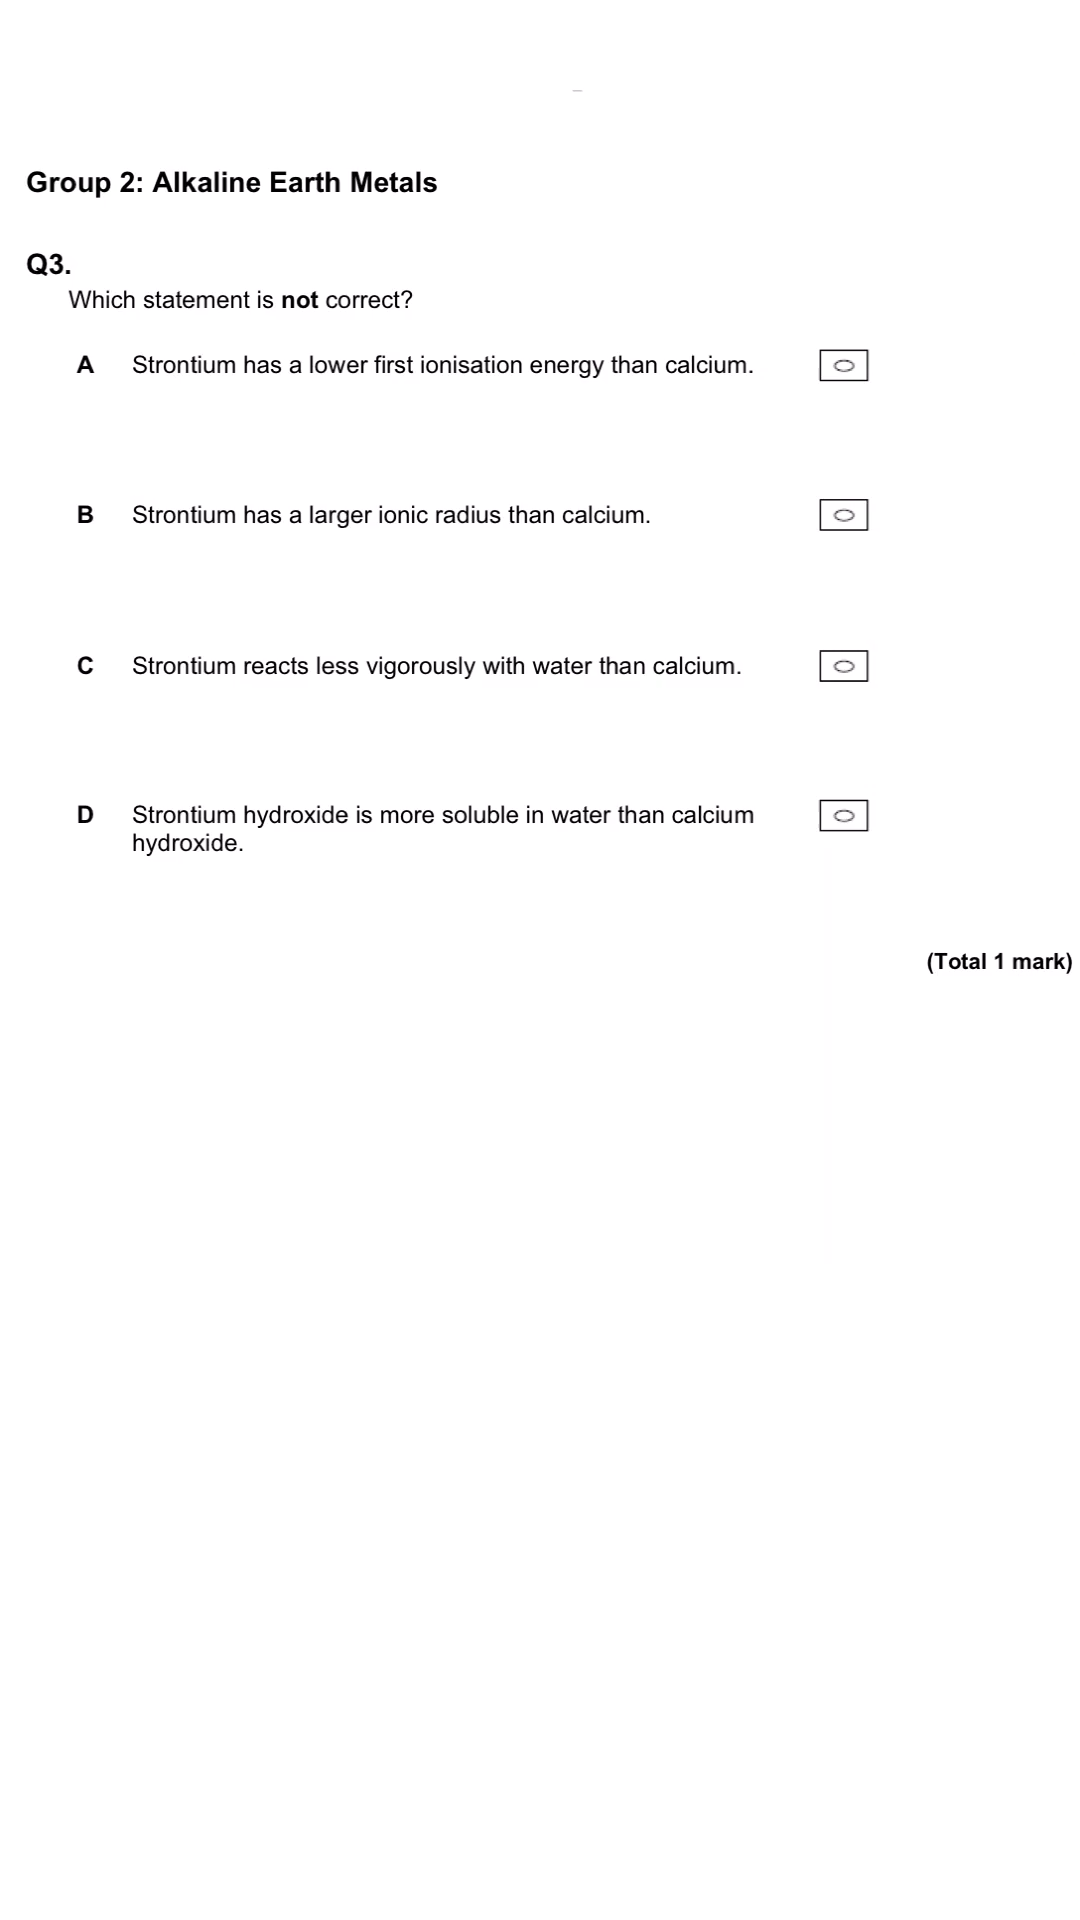 Group 2: Alkaline Earth Metals
Q3.
Which statement is not correct?
A Strontium has a lower first ionisation energy than calcium.
B Strontium has a larger ionic radius than calcium.
C Strontium reacts less vigorously with water than calcium.
D Strontium hydroxide is more soluble in water than calcium
hydroxide.
(Total 1 mark)